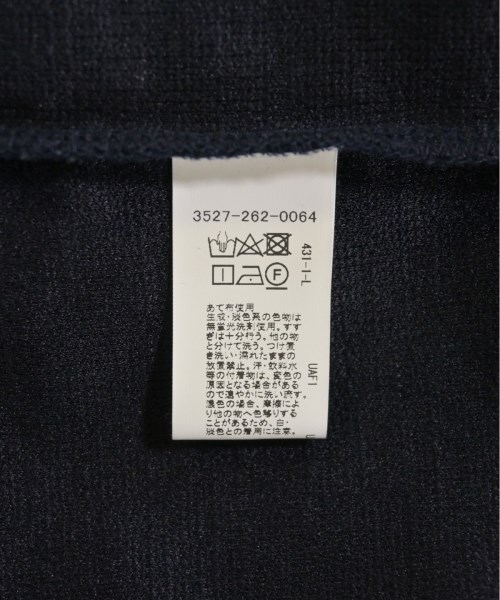 3527-262-0064
431-1-L
あて布使用
生成・淡色系の色物は
無蛍光洗剤使用。すす
ぎは十分行う。他の物
と分けて洗う。つけ置
き洗い・濡れたままの
放置禁止。汗・飲料水
等の付着物は、変色の
原因となる場合がある
ので速やかに洗い流す。
濃色の場合、摩擦によ
り他の物へ色移りする
ことがあるため、白・
淡色との着用に注意。
UAF1